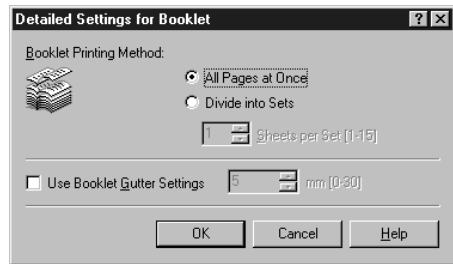 Detailed Settings for Booklet
Booklet Printing Method:
All Pages at Once
Divide into Sets
1 Sheets per Set [1-15]
Use Booklet Gutter Settings 5 mm [0-30]
OK Cancel Help